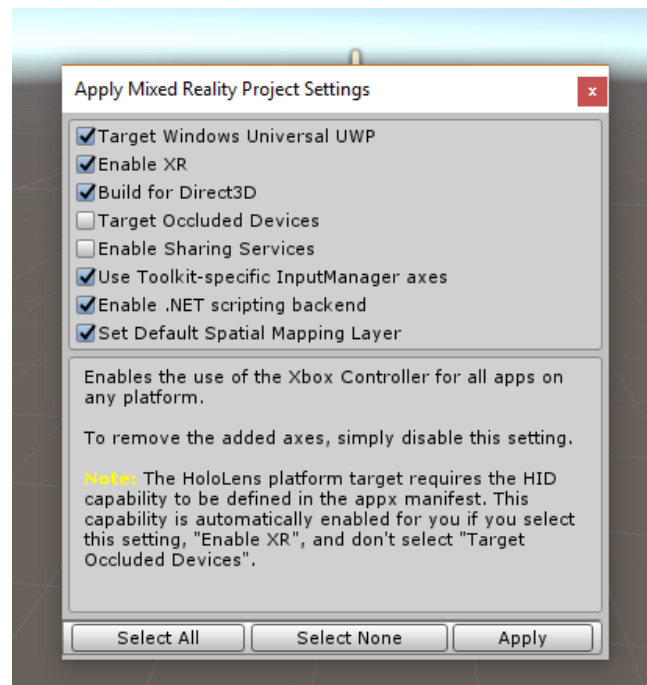 Apply Mixed Reality Project Settings
x
Target Windows Universal UWP
Enable XR
Build for Direct3D
Target Occluded Devices
Enable Sharing Services
Use Toolkit-specific InputManager axes
Enable .NET scripting backend
Set Default Spatial Mapping Layer
Enables the use of the Xbox Controller for all apps on
any platform.
To remove the added axes, simply disable this setting.
Note: The HoloLens platform target requires the HID
capability to be defined in the appx manifest. This
capability is automatically enabled for you if you select
this setting, "Enable XR", and don't select "Target
Occluded Devices".
Select All Select None Apply